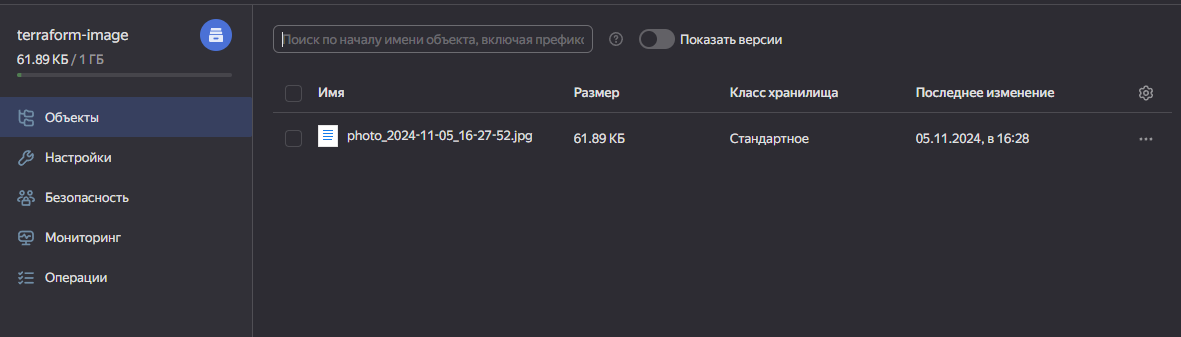 terraform-image
61.89 КБ / 1 ГБ
Объекты
Настройки
Безопасность
Мониторинг
Операции
Поиск по началу имени объекта, включая префикс
Показать версии
Имя Размер Класс хранилища Последнее изменение
photo_2024-11-05_16-27-52.jpg 61.89 КБ Стандартное 05.11.2024, в 16:28